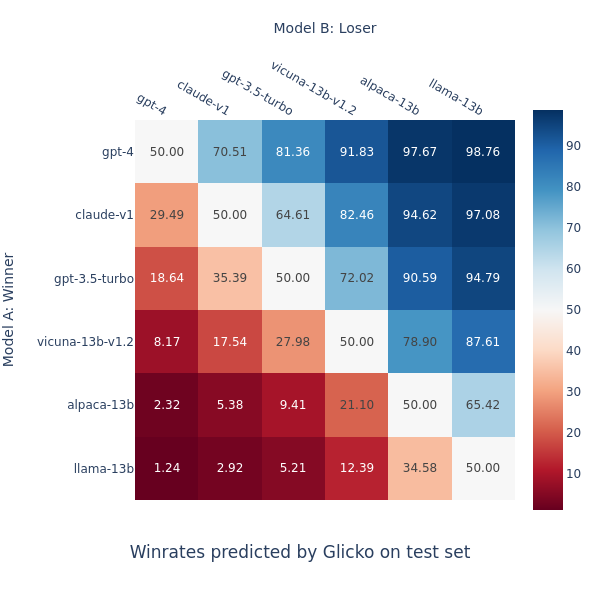 Model B: Loser
gpt-4 claude-v1 gpt-3.5-turbo vicuna-13b-v1.2 alpaca-13b llama-13b
Model A: Winner
gpt-4 50.00 70.51 81.36 91.83 97.67 98.76
claude-v1 29.49 50.00 64.61 82.46 94.62 97.08
gpt-3.5-turbo 18.64 35.39 50.00 72.02 90.59 94.79
vicuna-13b-v1.2 8.17 17.54 27.98 50.00 78.90 87.61
alpaca-13b 2.32 5.38 9.41 21.10 50.00 65.42
llama-13b 1.24 2.92 5.21 12.39 34.58 50.00
90
80
70
60
50
40
30
20
10
Winrates predicted by Glicko on test set